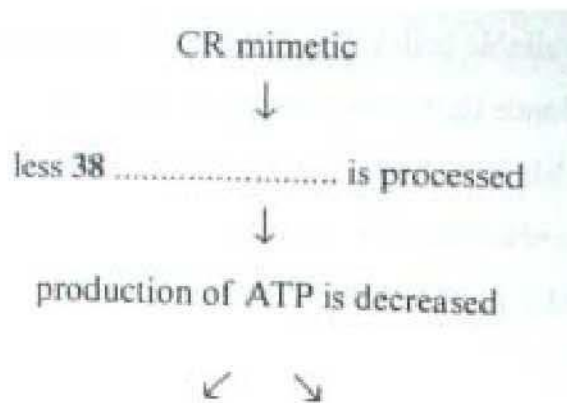 CR mimetic
↓
less 38 ........................ is processed
↓
production of ATP is decreased
↙ ↘